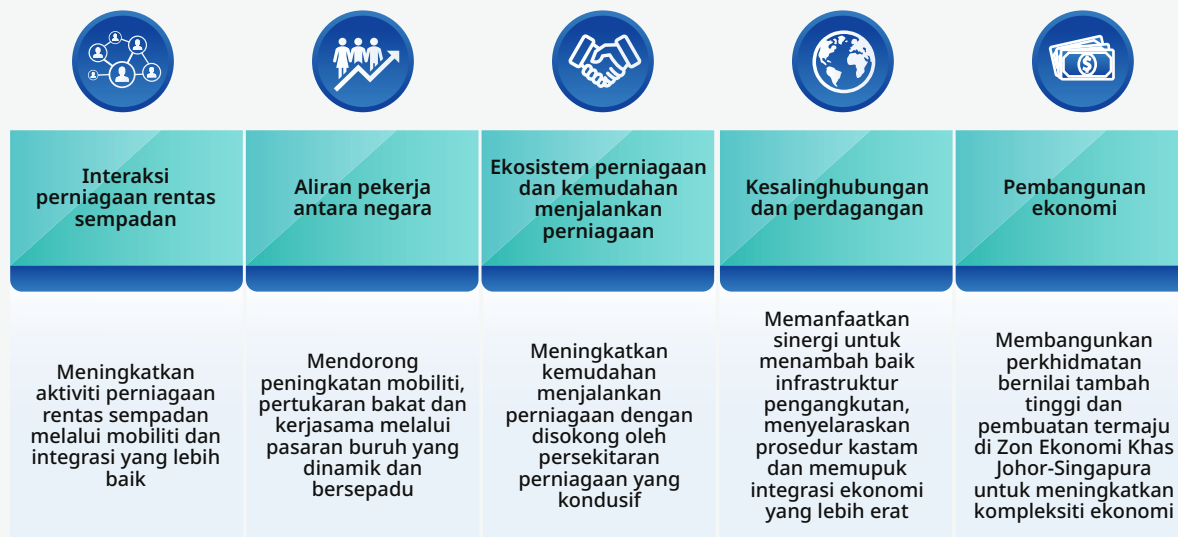 Interaksi
perniagaan rentas
sempadan
Aliran pekerja
antara negara
Ekosistem perniagaan
dan kemudahan
menjalankan
perniagaan
Kesalinghubungan
dan perdagangan
Pembangunan
ekonomi
Meningkatkan
aktiviti perniagaan
rentas sempadan
melalui mobiliti dan
integrasi yang lebih
baik
Mendorong
peningkatan mobiliti,
pertukaran bakat dan
kerjasama melalui
pasaran buruh yang
dinamik dan
bersepadu
Meningkatkan
kemudahan
menjalankan
perniagaan dengan
disokong oleh
persekitaran
perniagaan yang
kondusif
Memanfaatkan
sinergi untuk
menambah baik
infrastruktur
pengangkutan,
menyelaraskan
prosedur kastam
dan memupuk
integrasi ekonomi
yang lebih erat
Membangunkan
perkhidmatan
bernilai tambah
tinggi dan
pembuatan termaju
di Zon Ekonomi Khas
Johor-Singapura
untuk meningkatkan
kompleksiti ekonomi